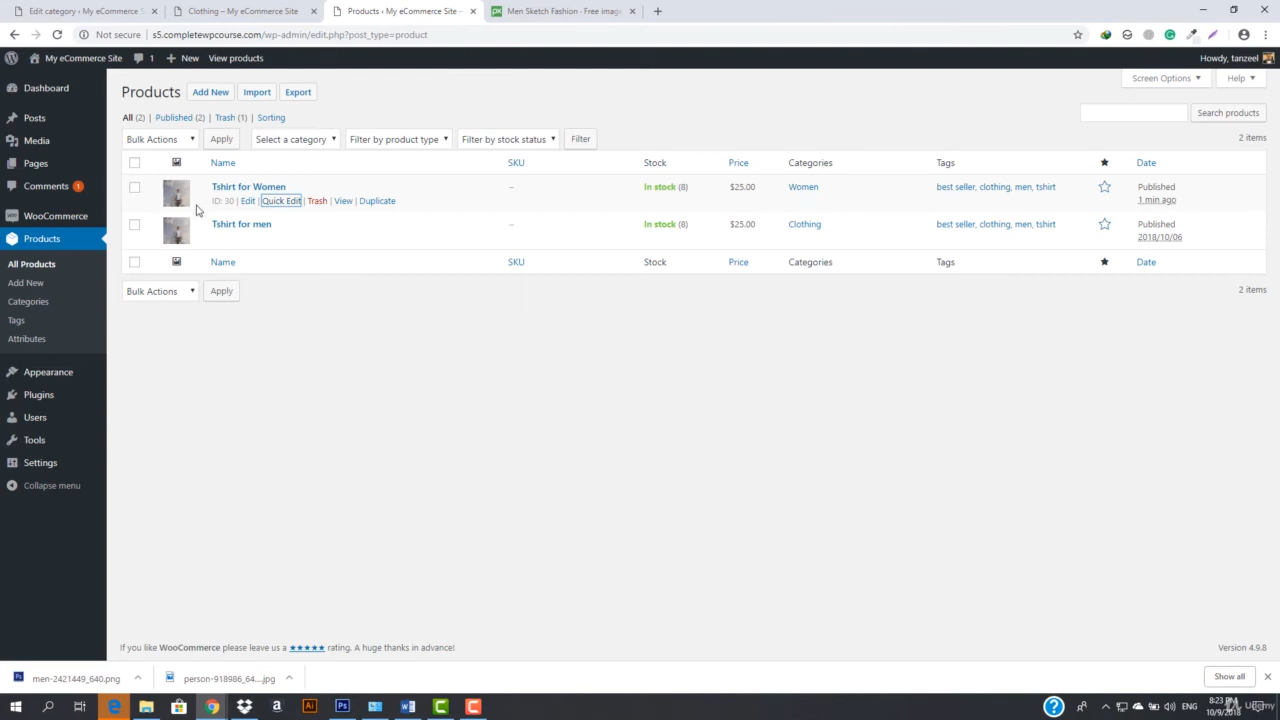 Edit category ‹ My eCommerce S
Clothing – My eCommerce Site
Products ‹ My eCommerce Site –
Men Sketch Fashion - Free image
Not secure | s5.completewpcourse.com/wp-admin/edit.php?post_type=product
My eCommerce Site 1 New View products Howdy, tanzeel
Dashboard
Posts
Media
Pages
Comments 1
WooCommerce
Products
All Products
Add New
Categories
Tags
Attributes
Appearance
Plugins
Users
Tools
Settings
Collapse menu
Screen Options Help
Products Add New Import Export
All (2) | Published (2) | Trash (1) | Sorting
Search products
Bulk Actions Apply Select a category Filter by product type Filter by stock status Filter
2 items
Name SKU Stock Price Categories Tags Date
Tshirt for Women – In stock (8) $25.00 Women best seller, clothing, men, tshirt Published
ID: 30 | Edit | Quick Edit | Trash | View | Duplicate 1 min ago
Tshirt for men – In stock (8) $25.00 Clothing best seller, clothing, men, tshirt Published
2018/10/06
Name SKU Stock Price Categories Tags Date
Bulk Actions Apply
2 items
If you like WooCommerce please leave us a ★★★★★ rating. A huge thanks in advance!
Version 4.9.8
men-2421449_640.png
person-918986_64....jpg
Show all
ENG
8:23 PM
10/9/2018
Udemy